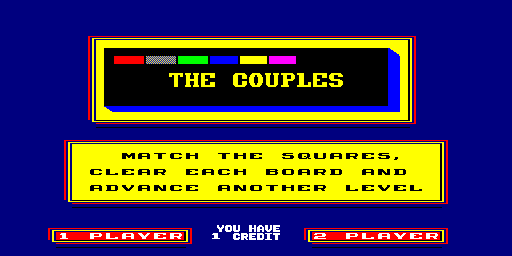 THE COUPLES
MATCH THE SQUARES,
CLEAR EACH BOARD AND
ADVANCE ANOTHER LEVEL
1 PLAYER
YOU HAVE
1 CREDIT
2 PLAYER